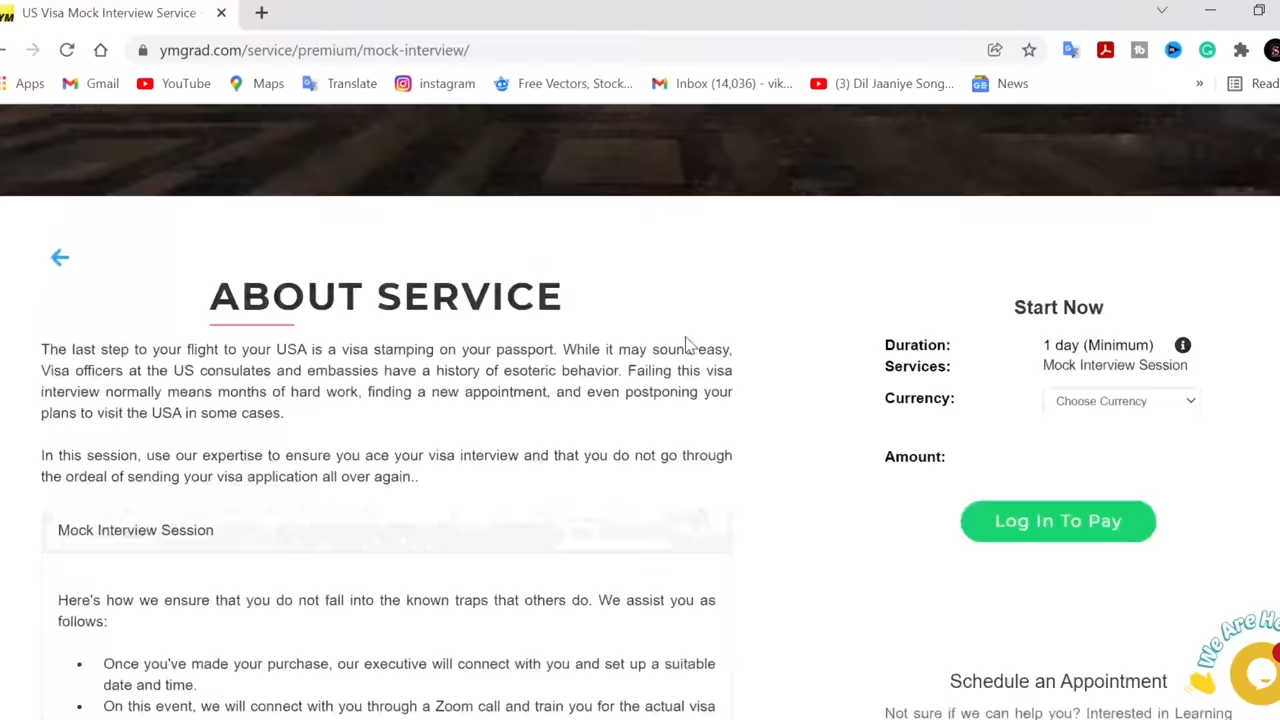 YM
US Visa Mock Interview Service
ymgrad.com/service/premium/mock-interview/
Apps
Gmail
YouTube
Maps
Translate
instagram
Free Vectors, Stock...
Inbox (14,036) - vik...
(3) Dil Jaaniye Song...
News
»
Read
ABOUT SERVICE
The last step to your flight to your USA is a visa stamping on your passport. While it may sound easy,
Visa officers at the US consulates and embassies have a history of esoteric behavior. Failing this visa
interview normally means months of hard work, finding a new appointment, and even postponing your
plans to visit the USA in some cases.
In this session, use our expertise to ensure you ace your visa interview and that you do not go through
the ordeal of sending your visa application all over again..
Mock Interview Session
Here's how we ensure that you do not fall into the known traps that others do. We assist you as
follows:
• Once you've made your purchase, our executive will connect with you and set up a suitable
date and time.
• On this event, we will connect with you through a Zoom call and train you for the actual visa
Start Now
Duration: 1 day (Minimum)
Services: Mock Interview Session
Currency: Choose Currency
Amount:
Log In To Pay
We Are He
Schedule an Appointment
Not sure if we can help you? Interested in Learning